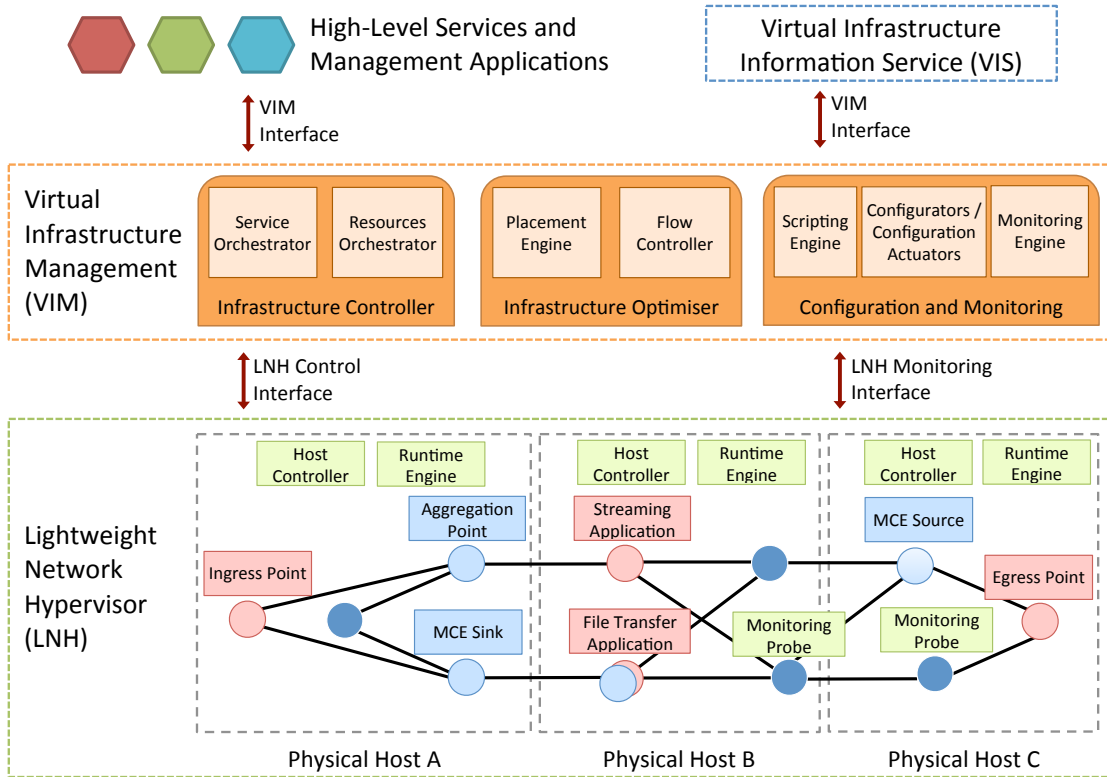 High-Level Services and
Management Applications
Virtual Infrastructure
Information Service (VIS)
VIM
Interface
VIM
Interface
Virtual
Infrastructure
Management
(VIM)
Service
Orchestrator
Resources
Orchestrator
Infrastructure Controller
Placement
Engine
Flow
Controller
Infrastructure Optimiser
Scripting
Engine
Configurators /
Configuration
Actuators
Monitoring
Engine
Configuration and Monitoring
LNH Control
Interface
LNH Monitoring
Interface
Lightweight
Network
Hypervisor
(LNH)
Host
Controller
Runtime
Engine
Aggregation
Point
Ingress Point
MCE Sink
Physical Host A
Host
Controller
Runtime
Engine
Streaming
Application
File Transfer
Application
Monitoring
Probe
Physical Host B
Host
Controller
Runtime
Engine
MCE Source
Egress Point
Monitoring
Probe
Physical Host C